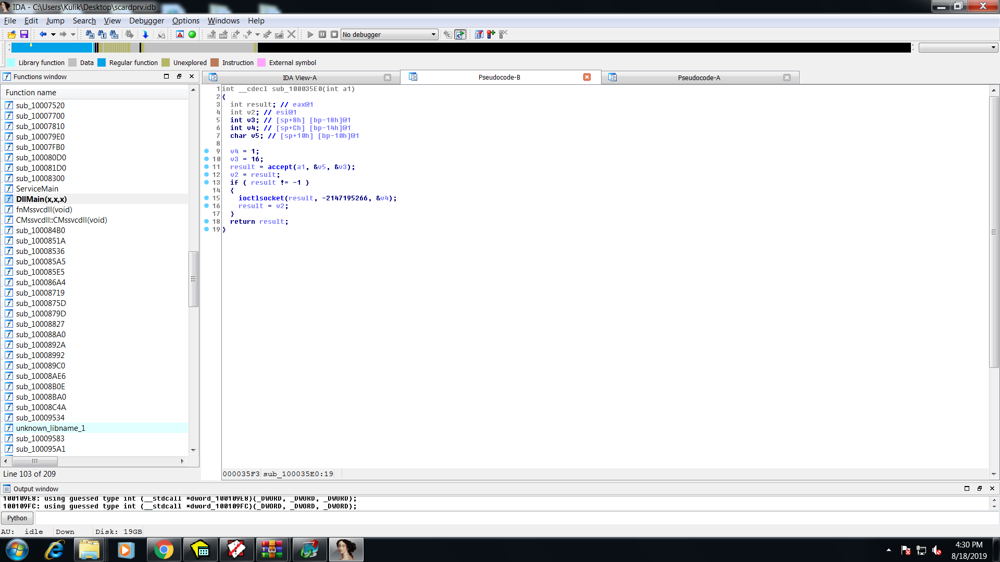 IDA - C:\Users\Kulik\Desktop\scardprv.idb
File Edit Jump Search View Debugger Options Windows Help
No debugger
Library function Data Regular function Unexplored Instruction External symbol
Functions window
Function name
sub_10007520
sub_10007700
sub_10007810
sub_100079E0
sub_10007FB0
sub_100080D0
sub_100081D0
sub_10008300
ServiceMain
DllMain(x,x,x)
fnMssvcdll(void)
CMssvcdll::CMssvcdll(void)
sub_100084B0
sub_1000851A
sub_10008536
sub_100085A5
sub_100085E5
sub_100086A4
sub_10008719
sub_1000875D
sub_1000879D
sub_10008827
sub_100088A0
sub_1000892A
sub_10008992
sub_100089C0
sub_10008AE6
sub_10008B0E
sub_10008BA0
sub_10008C4A
sub_10009534
unknown_libname_1
sub_10009583
sub_100095A1
Line 103 of 209
IDA View-A Pseudocode-B Pseudocode-A
1 int __cdecl sub_100035E0(int a1)
2 {
3 int result; // eax@1
4 int v2; // esi@1
5 int v3; // [sp+8h] [bp-18h]@1
6 int v4; // [sp+Ch] [bp-14h]@1
7 char v5; // [sp+10h] [bp-10h]@1
8
9 v4 = 1;
10 v3 = 16;
11 result = accept(a1, &v5, &v3);
12 v2 = result;
13 if ( result != -1 )
14 {
15 ioctlsocket(result, -2147195266, &v4);
16 result = v2;
17 }
18 return result;
19 }
000035F3 sub_100035E0:19
Output window
100109E8: using guessed type int (__stdcall *dword_100109E8)(_DWORD, _DWORD, _DWORD);
100109FC: using guessed type int (__stdcall *dword_100109FC)(_DWORD, _DWORD, _DWORD);
Python
AU: idle Down Disk: 19GB
4:30 PM
8/18/2019